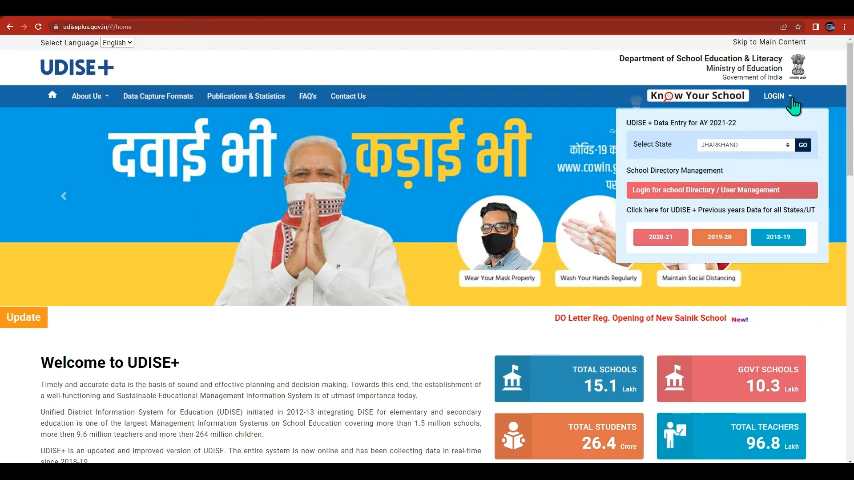 udiseplus.gov.in/#/home
Select Language English
Skip to Main Content
UDISE+
Department of School Education & Literacy
Ministry of Education
Government of India
About Us
Data Capture Formats
Publications & Statistics
FAQ's
Contact Us
Know Your School
LOGIN
UDISE + Data Entry for AY 2021-22
Select State JHARKHAND GO
School Directory Management
Login for school Directory / User Management
Click here for UDISE + Previous years Data for all States/UT
2020-21 2019-20 2018-19
दवाई भी कड़ाई भी
कोविड-19 क
www.cowin.g
Wear Your Mask Properly
Wash Your Hands Regularly
Maintain Social Distancing
Update
DO Letter Reg. Opening of New Sainik School New!
Welcome to UDISE+
Timely and accurate data is the basis of sound and effective planning and decision making. Towards this end, the establishment of
a well-functioning and Sustainable Educational Management Information System is of utmost importance today.
Unified District Information System for Education (UDISE) initiated in 2012-13 integrating DISE for elementary and secondary
education is one of the largest Management Information Systems on School Education covering more than 1.5 million schools,
more then 9.6 million teachers and more then 264 million children.
UDISE+ is an updated and improved version of UDISE. The entire system is now online and has been collecting data in real-time
since 2018-19.
TOTAL SCHOOLS
15.1 Lakh
GOVT SCHOOLS
10.3 Lakh
TOTAL STUDENTS
26.4 Crore
TOTAL TEACHERS
96.8 Lakh